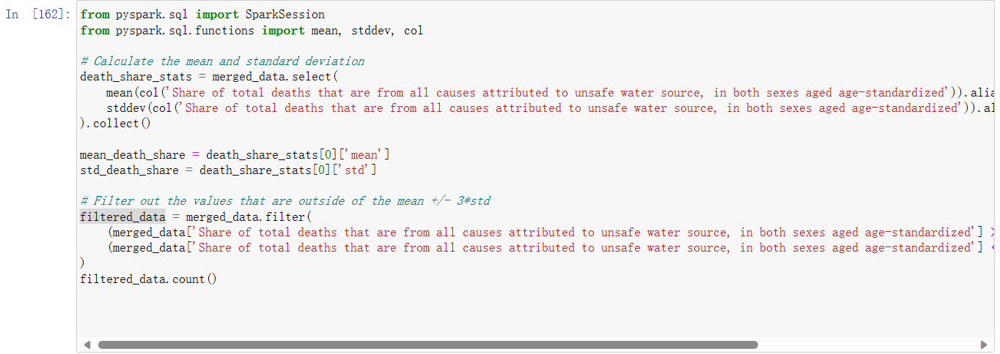 In [162]: from pyspark.sql import SparkSession
from pyspark.sql.functions import mean, stddev, col
# Calculate the mean and standard deviation
death_share_stats = merged_data.select(
mean(col('Share of total deaths that are from all causes attributed to unsafe water source, in both sexes aged age-standardized')).alia
stddev(col('Share of total deaths that are from all causes attributed to unsafe water source, in both sexes aged age-standardized')).al
).collect()
mean_death_share = death_share_stats[0]['mean']
std_death_share = death_share_stats[0]['std']
# Filter out the values that are outside of the mean +/- 3*std
filtered_data = merged_data.filter(
(merged_data['Share of total deaths that are from all causes attributed to unsafe water source, in both sexes aged age-standardized'] >
(merged_data['Share of total deaths that are from all causes attributed to unsafe water source, in both sexes aged age-standardized'] <
)
filtered_data.count()